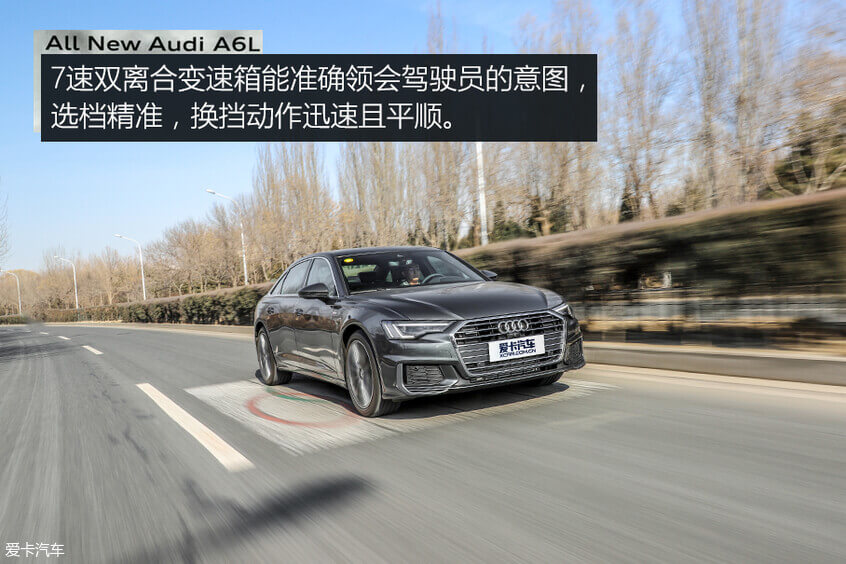 All New Audi A6L
7速双离合变速箱能准确领会驾驶员的意图，
选档精准，换挡动作迅速且平顺。
爱卡汽车
XCAR.COM.CN
爱卡汽车